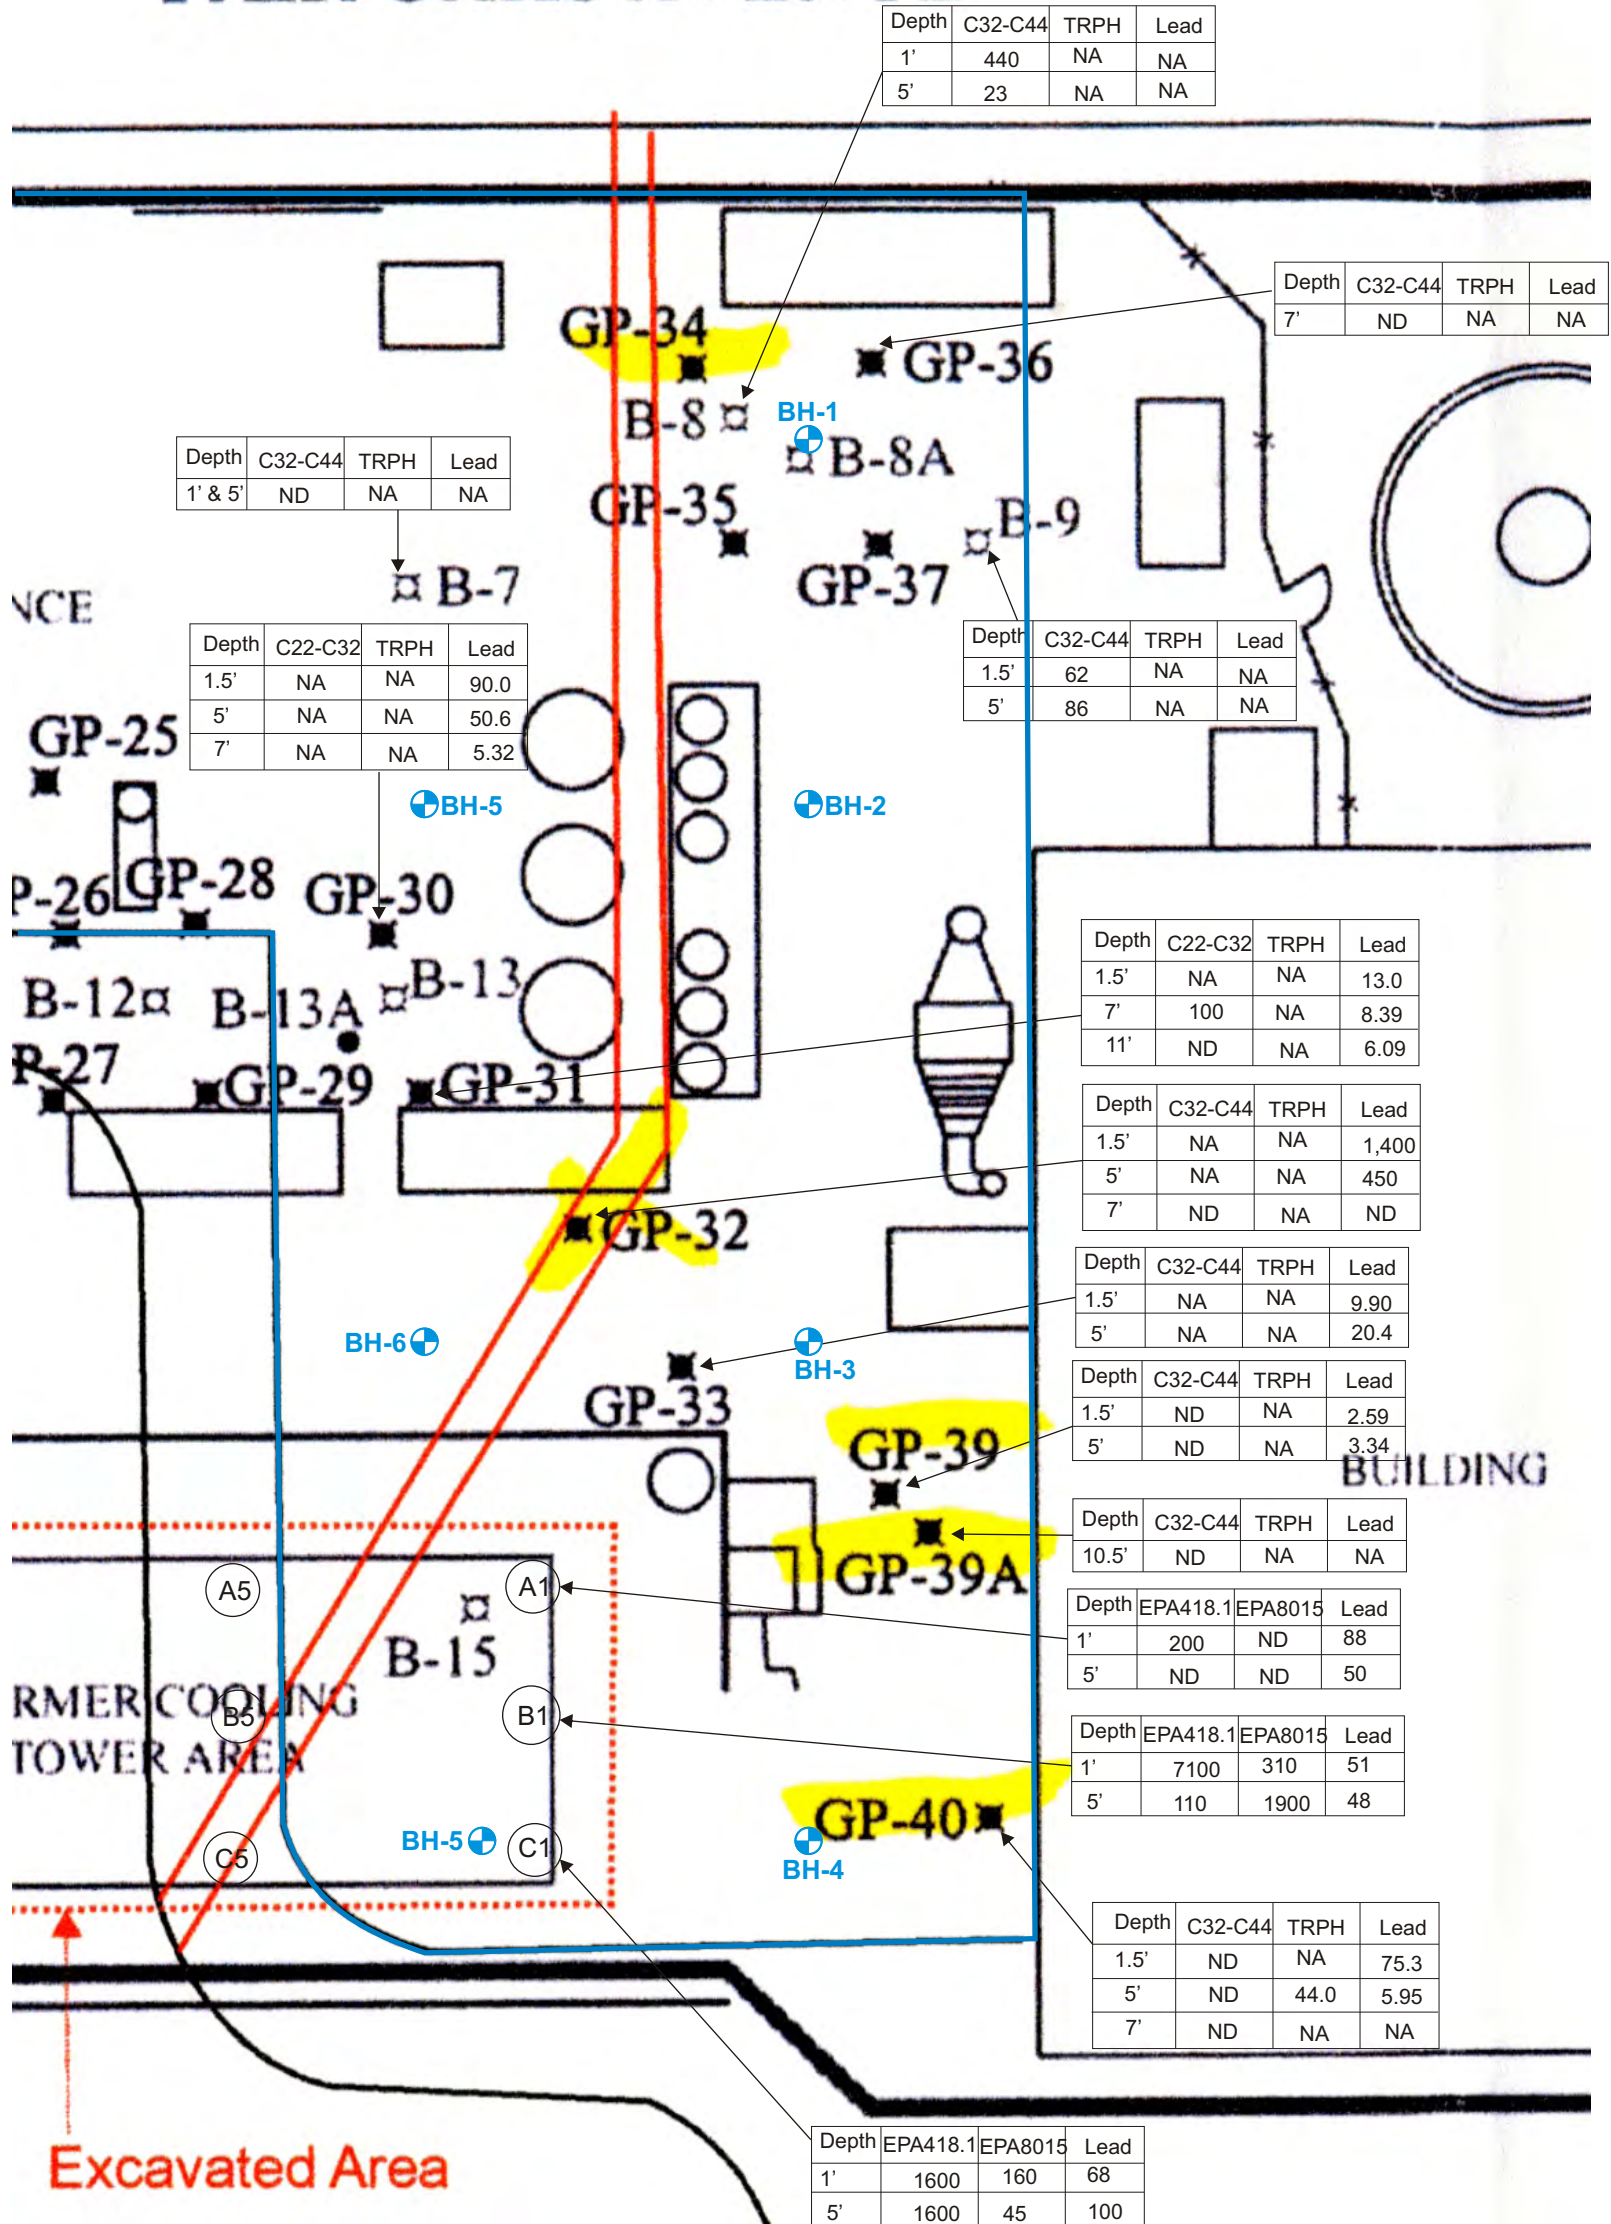 Depth C32-C44 TRPH Lead
1' 440 NA NA
5' 23 NA NA
Depth C32-C44 TRPH Lead
7' ND NA NA
GP-34
GP-36
B-8
BH-1
B-8A
Depth C32-C44 TRPH Lead
1' & 5' ND NA NA
GP-35
B-9
GP-37
B-7
NCE
Depth C22-C32 TRPH Lead
1.5' NA NA 90.0
5' NA NA 50.6
7' NA NA 5.32
Depth C32-C44 TRPH Lead
1.5' 62 NA NA
5' 86 NA NA
GP-25
BH-5
BH-2
P-26
GP-28
GP-30
Depth C22-C32 TRPH Lead
1.5' NA NA 13.0
7' 100 NA 8.39
11' ND NA 6.09
B-12
B-13A
B-13
P-27
GP-29
GP-31
Depth C32-C44 TRPH Lead
1.5' NA NA 1,400
5' NA NA 450
7' ND NA ND
GP-32
Depth C32-C44 TRPH Lead
1.5' NA NA 9.90
5' NA NA 20.4
BH-6
BH-3
GP-33
Depth C32-C44 TRPH Lead
1.5' ND NA 2.59
5' ND NA 3.34
GP-39
BUILDING
Depth C32-C44 TRPH Lead
10.5' ND NA NA
GP-39A
A5
A1
B-15
Depth EPA418.1 EPA8015 Lead
1' 200 ND 88
5' ND ND 50
RMER COOLING
TOWER AREA
B5
B1
Depth EPA418.1 EPA8015 Lead
1' 7100 310 51
5' 110 1900 48
GP-40
BH-5
C1
BH-4
C5
Depth C32-C44 TRPH Lead
1.5' ND NA 75.3
5' ND 44.0 5.95
7' ND NA NA
Excavated Area
Depth EPA418.1 EPA8015 Lead
1' 1600 160 68
5' 1600 45 100